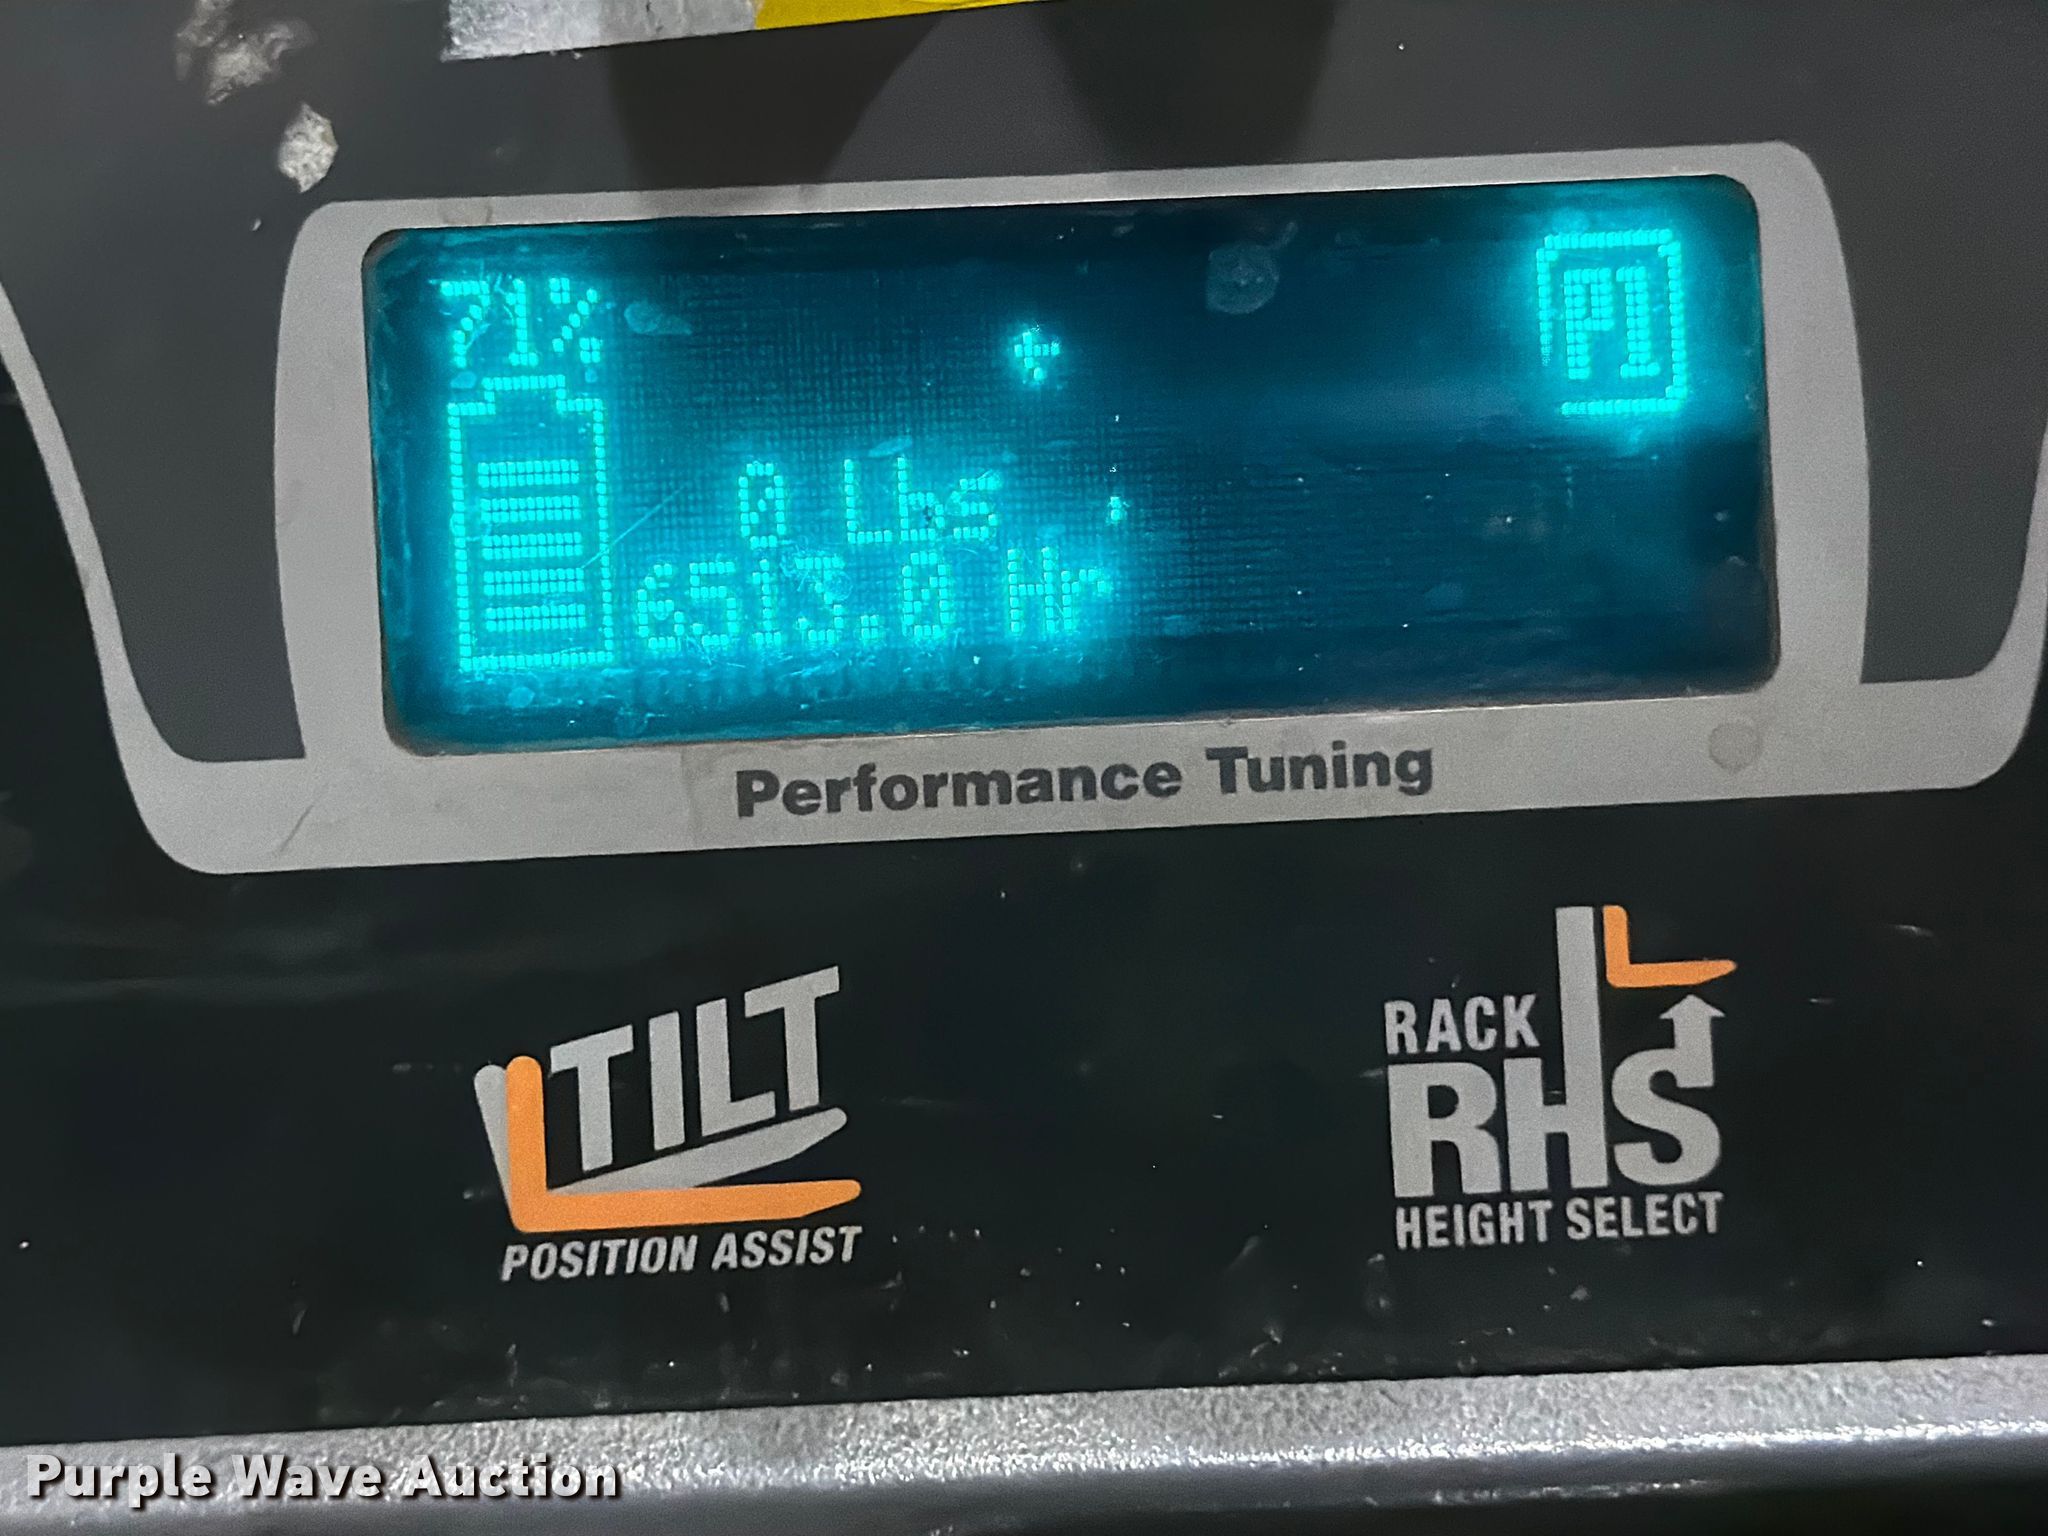 71%
P1
0 Lbs
6513.0 Hr
Performance Tuning
TILT
POSITION ASSIST
RACK
RHS
HEIGHT SELECT
Purple Wave Auction